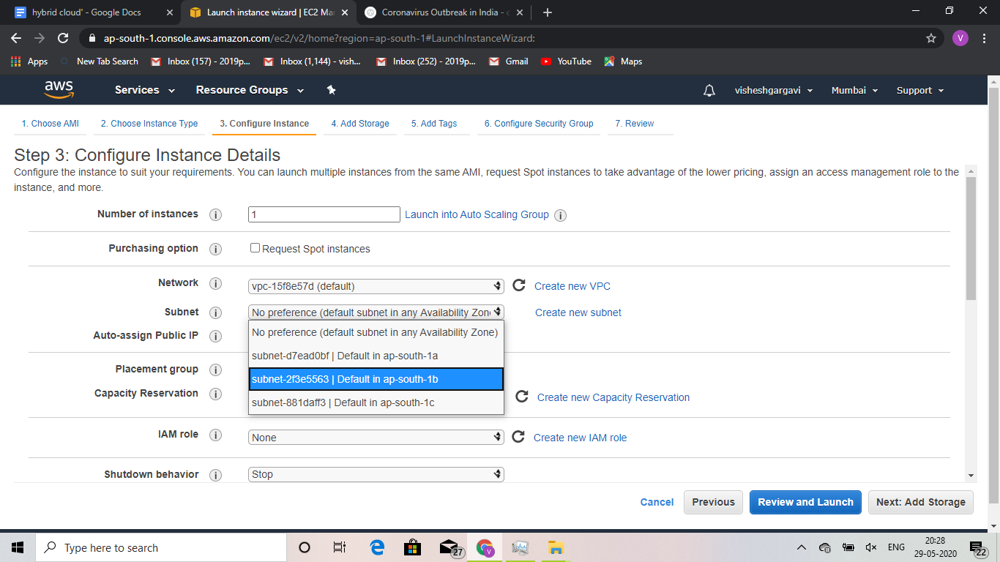 hybrid cloud' - Google Docs
Launch instance wizard | EC2 Ma
Coronavirus Outbreak in India - c
ap-south-1.console.aws.amazon.com/ec2/v2/home?region=ap-south-1#LaunchInstanceWizard:
V
Apps
New Tab Search
Inbox (157) - 2019p...
Inbox (1,144) - vish...
Inbox (252) - 2019p...
Gmail
YouTube
Maps
aws
Services
Resource Groups
visheshgargavi
Mumbai
Support
1. Choose AMI
2. Choose Instance Type
3. Configure Instance
4. Add Storage
5. Add Tags
6. Configure Security Group
7. Review
Step 3: Configure Instance Details
Configure the instance to suit your requirements. You can launch multiple instances from the same AMI, request Spot instances to take advantage of the lower pricing, assign an access management role to the
instance, and more.
Number of instances i 1 Launch into Auto Scaling Group i
Purchasing option i Request Spot instances
Network i vpc-15f8e57d (default) Create new VPC
Subnet i No preference (default subnet in any Availability Zon Create new subnet
No preference (default subnet in any Availability Zone)
Auto-assign Public IP i
subnet-d7ead0bf | Default in ap-south-1a
Placement group i
subnet-2f3e5563 | Default in ap-south-1b
Capacity Reservation i Create new Capacity Reservation
subnet-881daff3 | Default in ap-south-1c
IAM role i None Create new IAM role
Shutdown behavior i Stop
Cancel Previous Review and Launch Next: Add Storage
Type here to search
27
V
ENG
20:28
29-05-2020
22